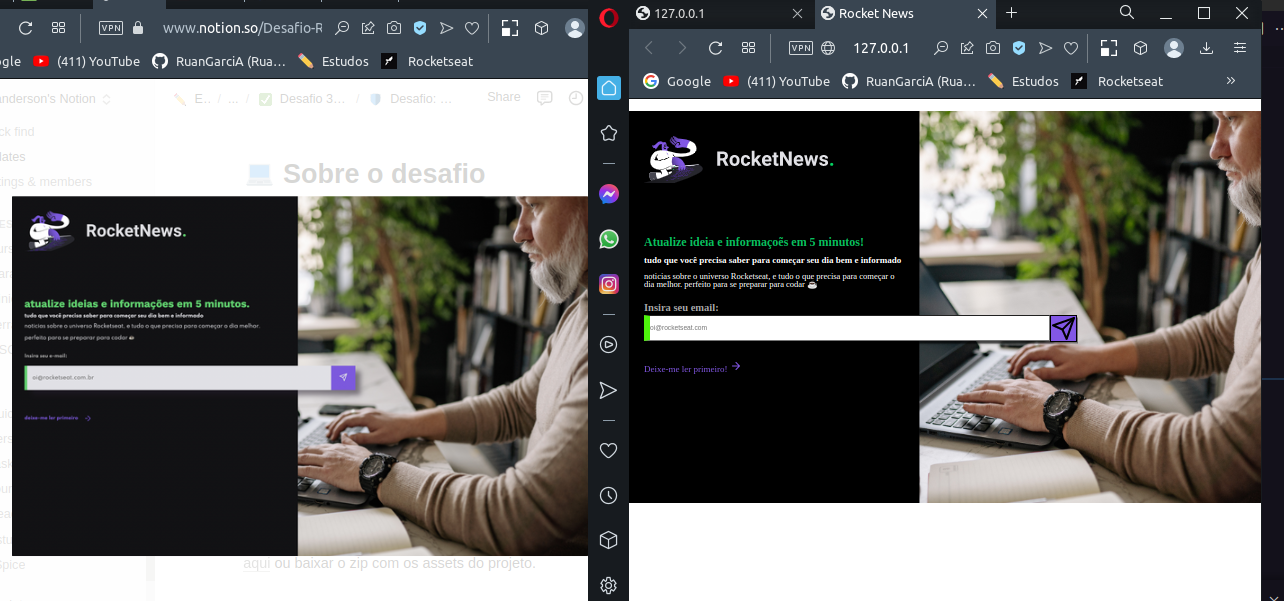 VPN
www.notion.so/Desafio-R
gle
(411) YouTube
RuanGarciA (Rua...
Estudos
Rocketseat
anderson's Notion
E..
/
...
/
Desafio 3...
/
Desafio: ...
Share
ck find
lates
ings & members
Sobre o desafio
RocketNews.
atualize ideias e informações em 5 minutos.
tudo que você precisa saber para começar seu dia bem e informado
notícias sobre o universo Rocketseat, e tudo o que precisa para começar o dia melhor.
perfeito para se preparar para codar ☕
Insira seu e-mail:
oi@rocketseat.com.br
deixe-me ler primeiro
Spice
aqui ou baixar o zip com os assets do projeto.
127.0.0.1
Rocket News
VPN
127.0.0.1
Google
(411) YouTube
RuanGarciA (Rua...
Estudos
Rocketseat
»
RocketNews.
Atualize ideia e informaçoẽs em 5 minutos!
tudo que você precisa saber para começar seu dia bem e informado
noticias sobre o universo Rocketseat, e tudo o que precisa para começar o
dia melhor. perfeito para se preparar para codar ☕
Insira seu email:
oi@rocketseat.com
Deixe-me ler primeiro!